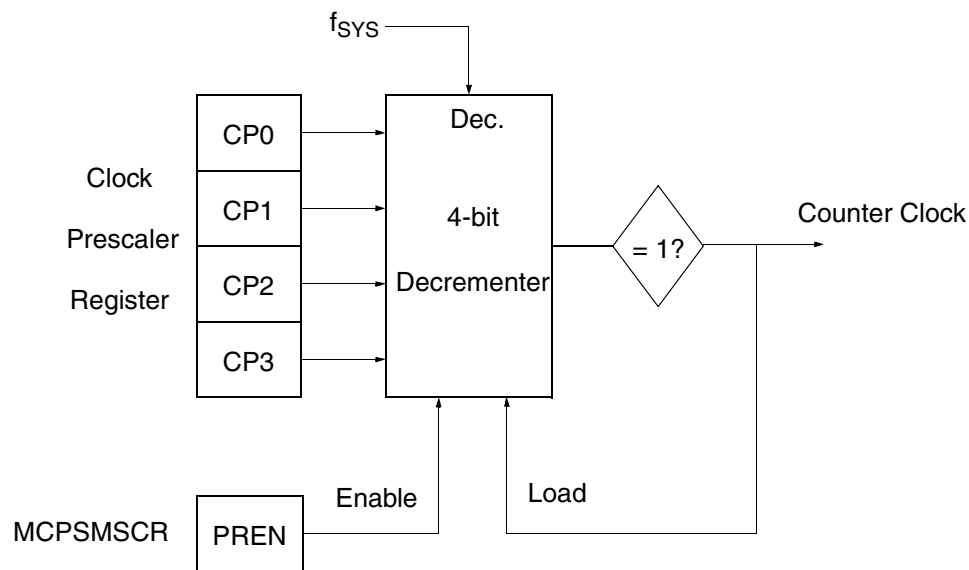 fSYS
Dec.
4-bit
Decrementer
Clock
Prescaler
Register
CP0
CP1
CP2
CP3
= 1?
Counter Clock
Enable
Load
MCPSMSCR
PREN